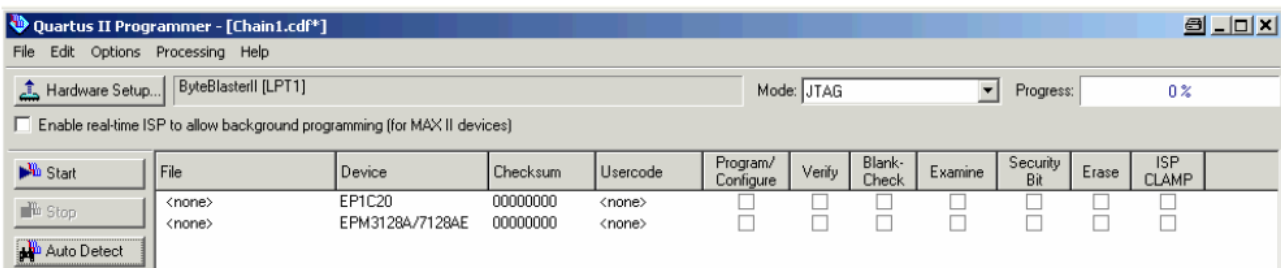 Quartus II Programmer - [Chain1.cdf*]
File Edit Options Processing Help
Hardware Setup... ByteBlasterII [LPT1] Mode: JTAG Progress: 0 %
Enable real-time ISP to allow background programming (for MAX II devices)
Start File Device Checksum Usercode Program/ Configure Verify Blank- Check Examine Security Bit Erase ISP CLAMP
<none> EP1C20 00000000 <none>
Stop <none> EPM3128A/7128AE 00000000 <none>
Auto Detect